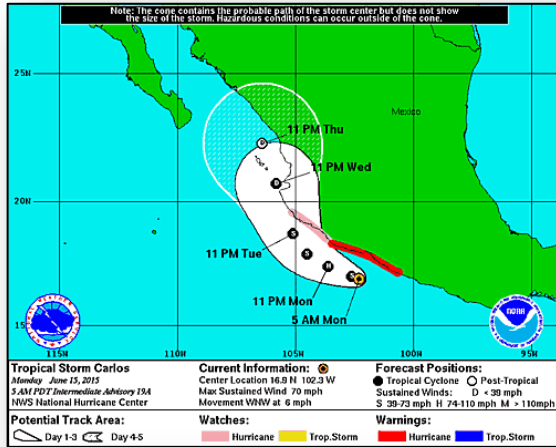 Note: The cone contains the probable path of the storm center but does not show
the size of the storm. Hazardous conditions can occur outside of the cone.
25N
Mexico
11 PM Thu
D
11 PM Wed
D
20N
S
11 PM Tue
S
H
11 PM Mon
S
5 AM Mon
15N
NOAA
115W 110W 105W 100W 95W
Tropical Storm Carlos
Monday June 15, 2015
5 AM PDT Intermediate Advisory 19A
NWS National Hurricane Center
Current Information:
Center Location 16.9 N 102.3 W
Max Sustained Wind 70 mph
Movement WNW at 6 mph
Forecast Positions:
Tropical Cyclone Post-Tropical
Sustained Winds: D < 39 mph
S 39-73 mph H 74-110 mph M > 110mph
Potential Track Area:
Day 1-3 Day 4-5
Watches:
Hurricane Trop.Storm
Warnings:
Hurricane Trop.Storm